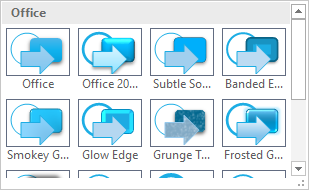 Office
Office
Office 20...
Subtle So...
Banded E...
Smokey G...
Glow Edge
Grunge T...
Frosted G...